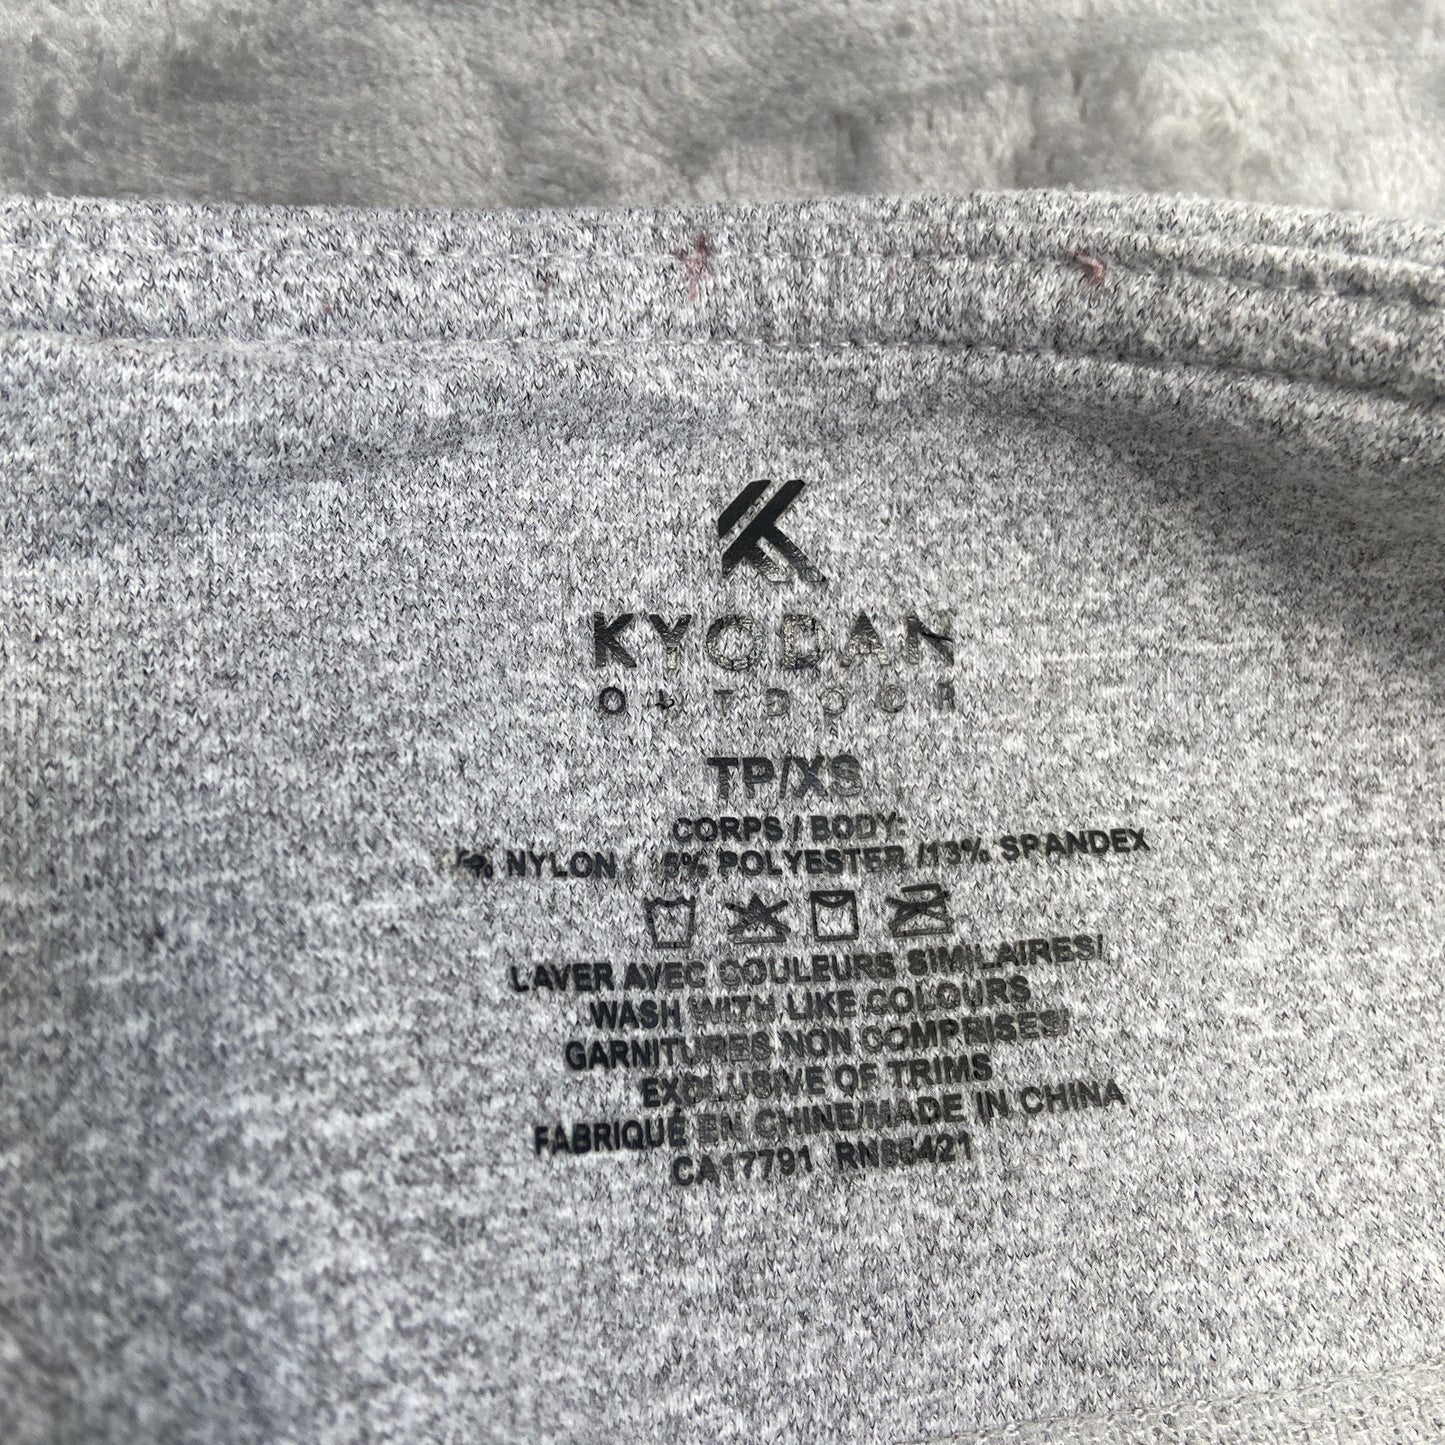 KYODAN
OUTDOOR
TP/XS
CORPS / BODY:
NYLON POLYESTER /13% SPANDEX
LAVER AVEC COULEURS SIMILAIRES/
WASH WITH LIKE COLOURS
GARNITURES NON COMPRISES/
EXCLUSIVE OF TRIMS
FABRIQUÉ EN CHINE/MADE IN CHINA
CA17791